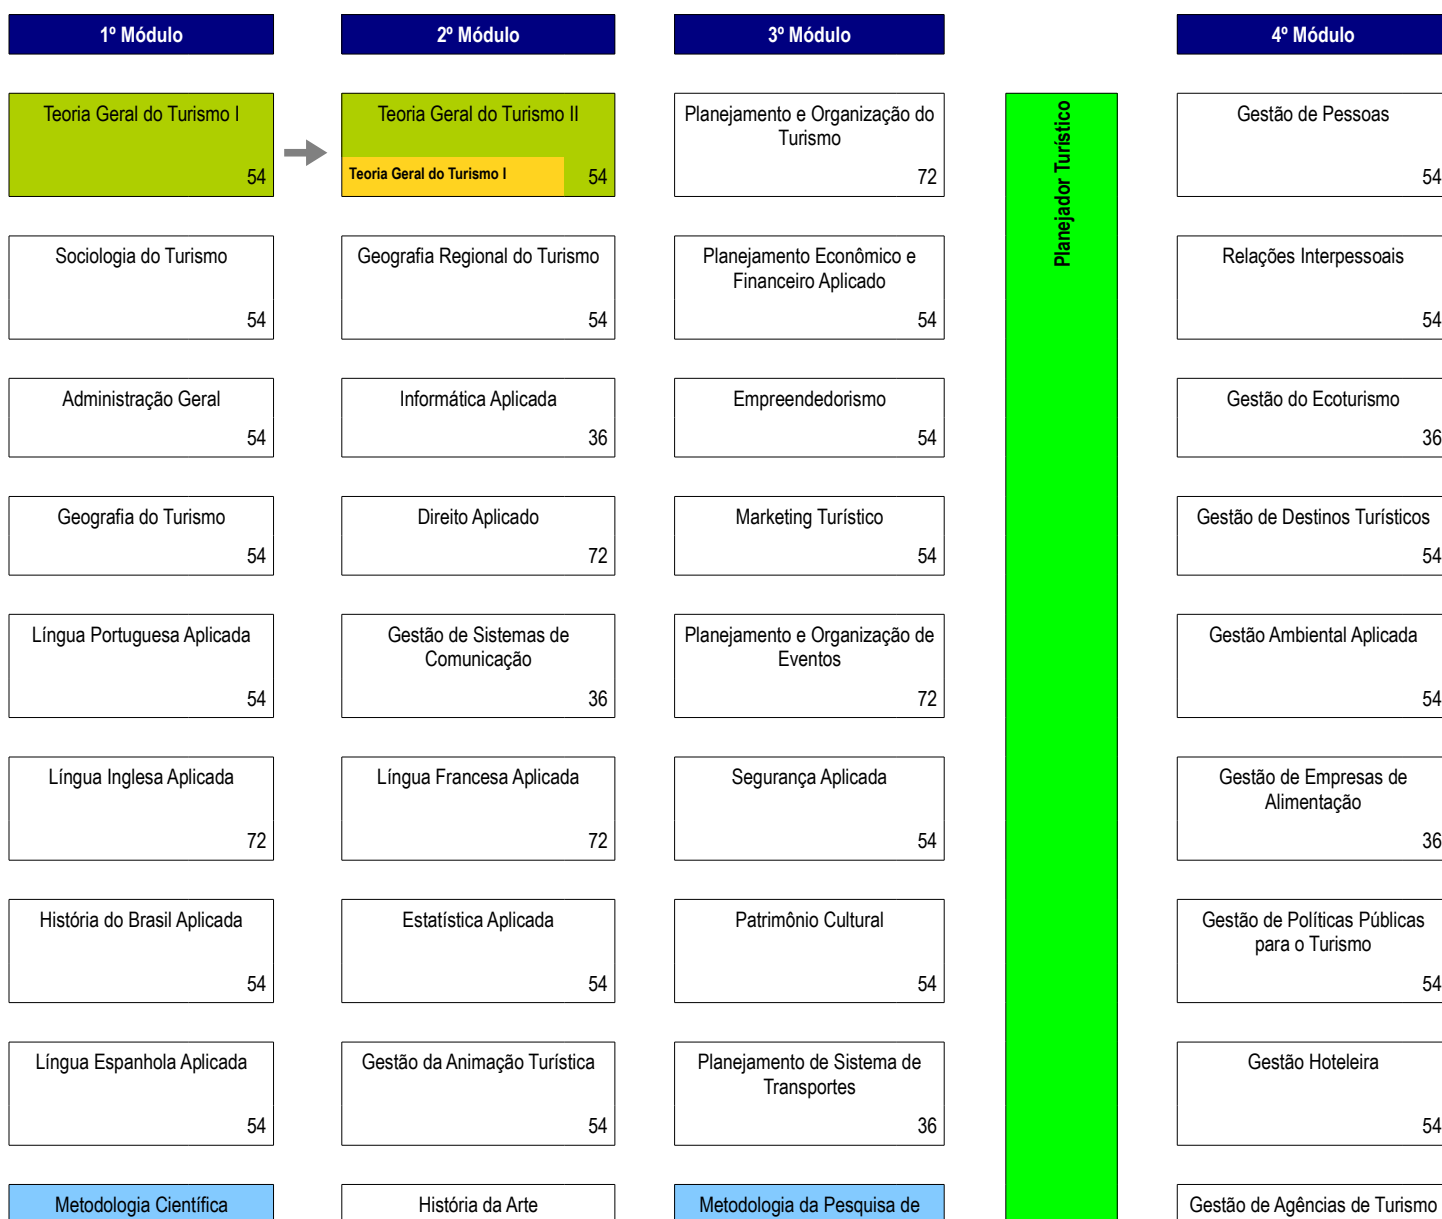 1º Módulo
2º Módulo
3º Módulo
4º Módulo
Teoria Geral do Turismo I
54
Teoria Geral do Turismo II
Teoria Geral do Turismo I
54
Planejamento e Organização do
Turismo
72
Planejador Turístico
Gestão de Pessoas
54
Sociologia do Turismo
54
Geografia Regional do Turismo
54
Planejamento Econômico e
Financeiro Aplicado
54
Relações Interpessoais
54
Administração Geral
54
Informática Aplicada
36
Empreendedorismo
54
Gestão do Ecoturismo
36
Geografia do Turismo
54
Direito Aplicado
72
Marketing Turístico
54
Gestão de Destinos Turísticos
54
Língua Portuguesa Aplicada
54
Gestão de Sistemas de
Comunicação
36
Planejamento e Organização de
Eventos
72
Gestão Ambiental Aplicada
54
Língua Inglesa Aplicada
72
Língua Francesa Aplicada
72
Segurança Aplicada
54
Gestão de Empresas de
Alimentação
36
História do Brasil Aplicada
54
Estatística Aplicada
54
Patrimônio Cultural
54
Gestão de Políticas Públicas
para o Turismo
54
Língua Espanhola Aplicada
54
Gestão da Animação Turística
54
Planejamento de Sistema de
Transportes
36
Gestão Hoteleira
54
Metodologia Científica
História da Arte
Metodologia da Pesquisa de
Gestão de Agências de Turismo